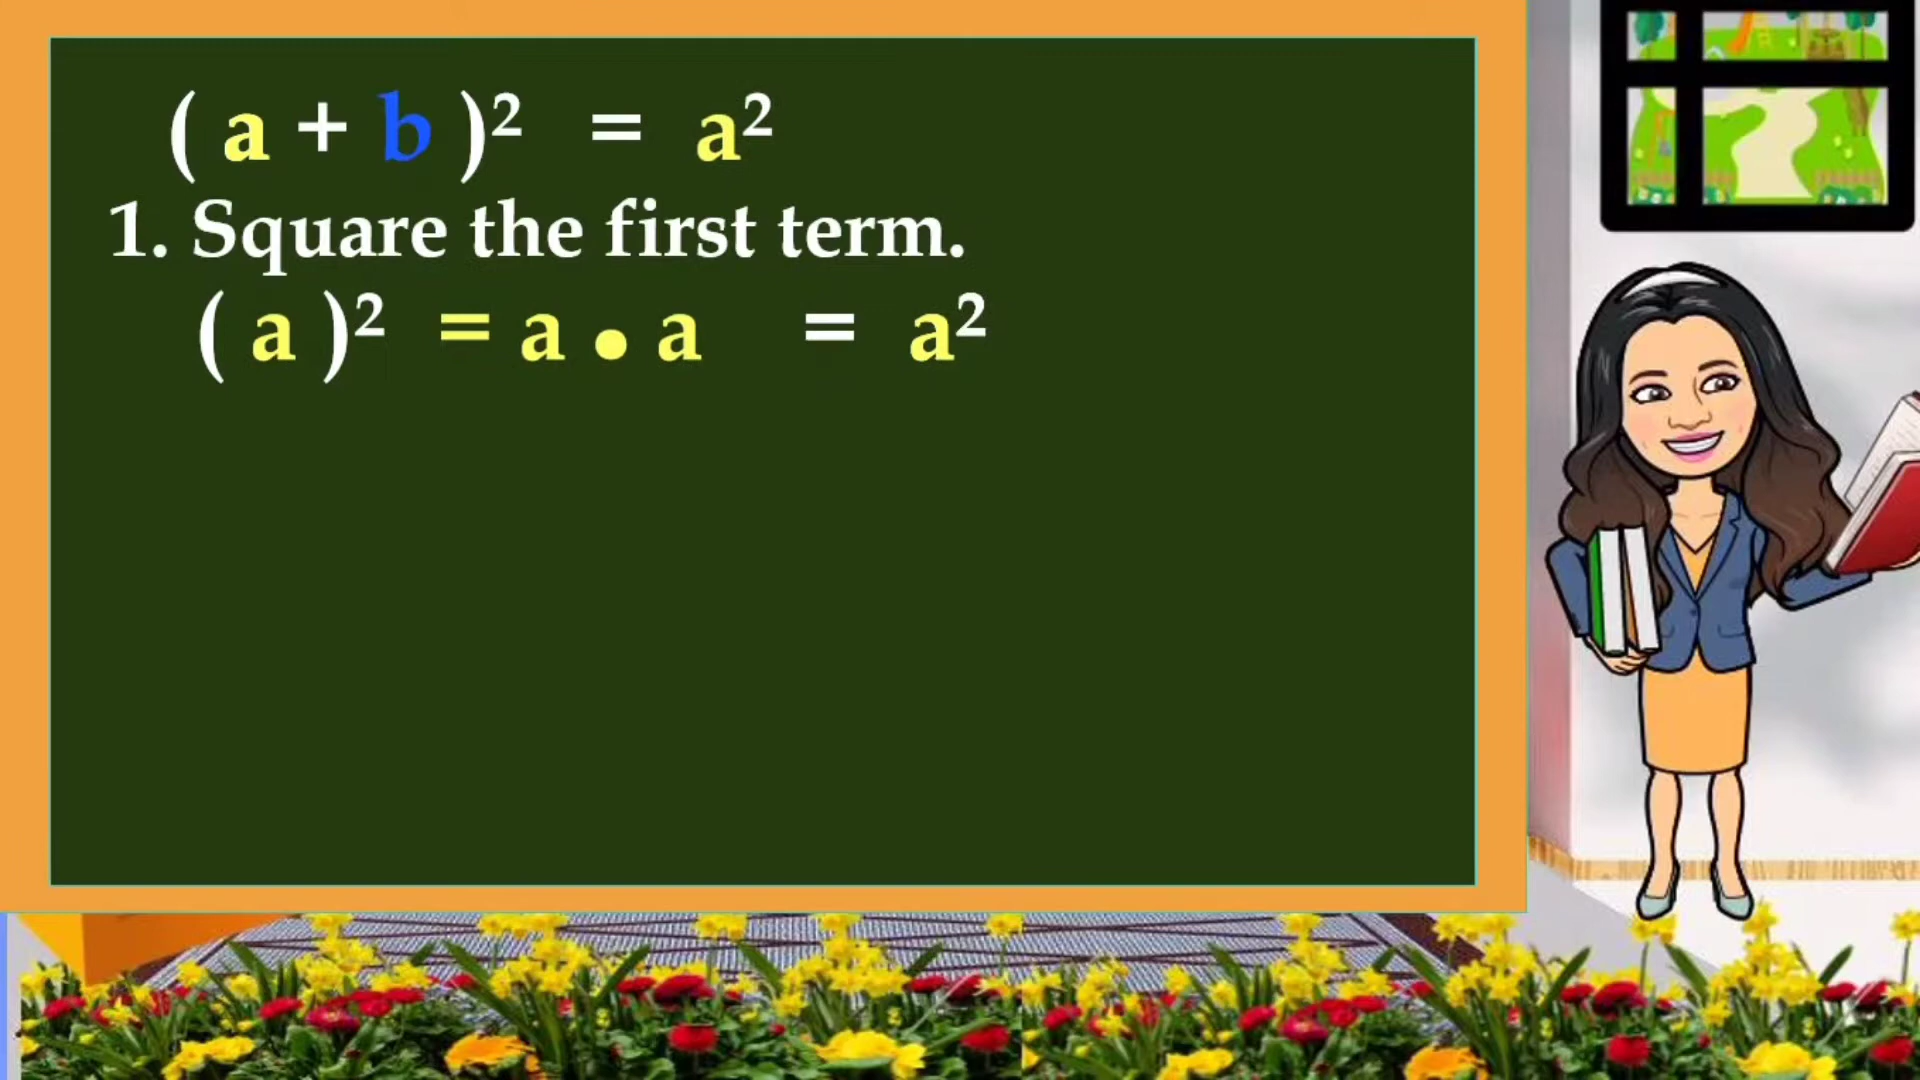 ( a + b )² = a²
1. Square the first term.
( a )² = a • a = a²